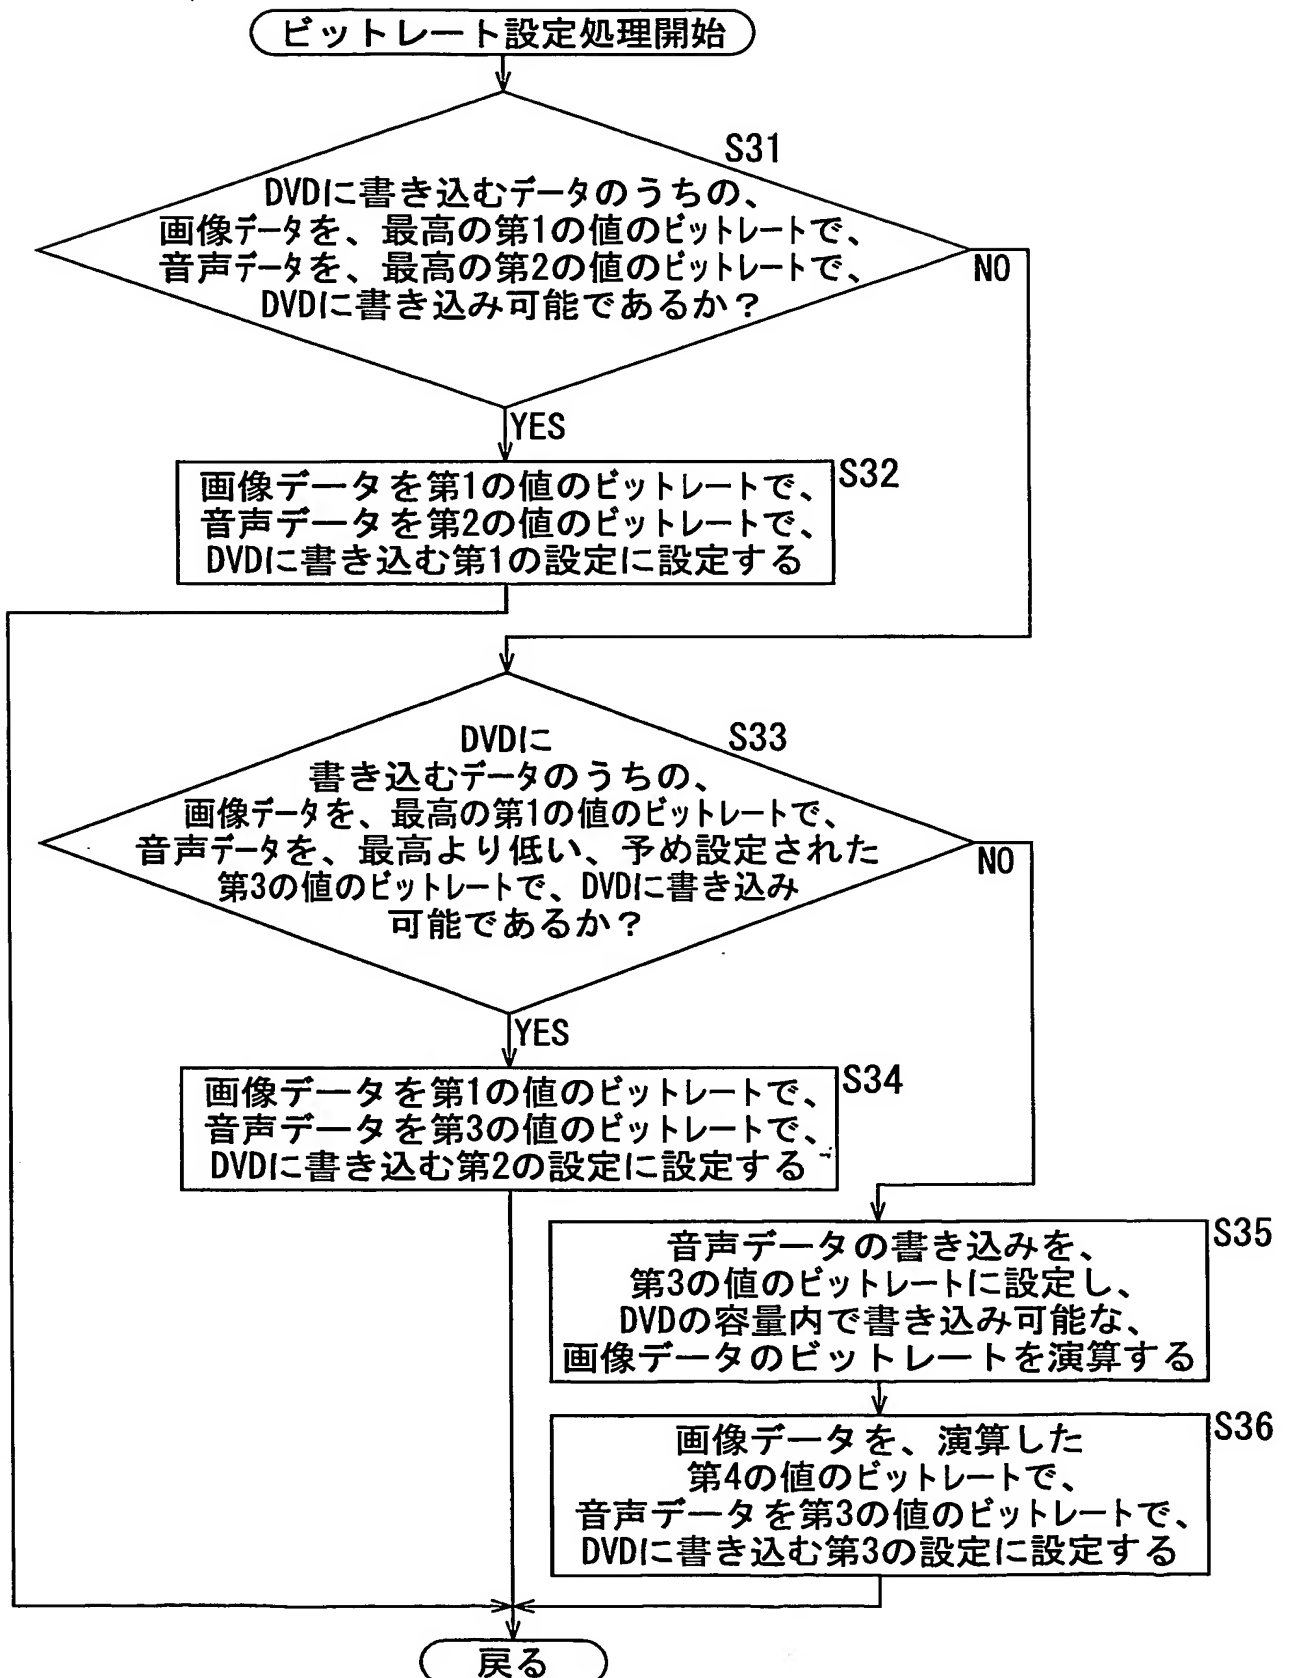 ビットレート設定処理開始
S31
DVDに書き込むデータのうちの、
画像データを、最高の第1の値のビットレートで、
音声データを、最高の第2の値のビットレートで、
DVDに書き込み可能であるか？
NO
YES
S32
画像データを第1の値のビットレートで、
音声データを第2の値のビットレートで、
DVDに書き込む第1の設定に設定する
S33
DVDに
書き込むデータのうちの、
画像データを、最高の第1の値のビットレートで、
音声データを、最高より低い、予め設定された
第3の値のビットレートで、DVDに書き込み
可能であるか？
NO
YES
S34
画像データを第1の値のビットレートで、
音声データを第3の値のビットレートで、
DVDに書き込む第2の設定に設定する
S35
音声データの書き込みを、
第3の値のビットレートに設定し、
DVDの容量内で書き込み可能な、
画像データのビットレートを演算する
S36
画像データを、演算した
第4の値のビットレートで、
音声データを第3の値のビットレートで、
DVDに書き込む第3の設定に設定する
戻る